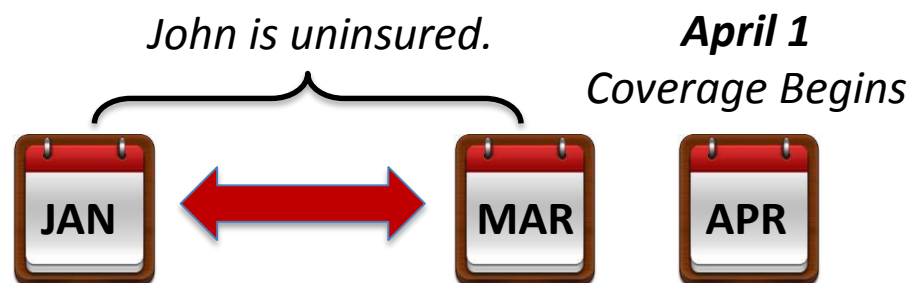 John is uninsured.
April 1
Coverage Begins
JAN
MAR
APR